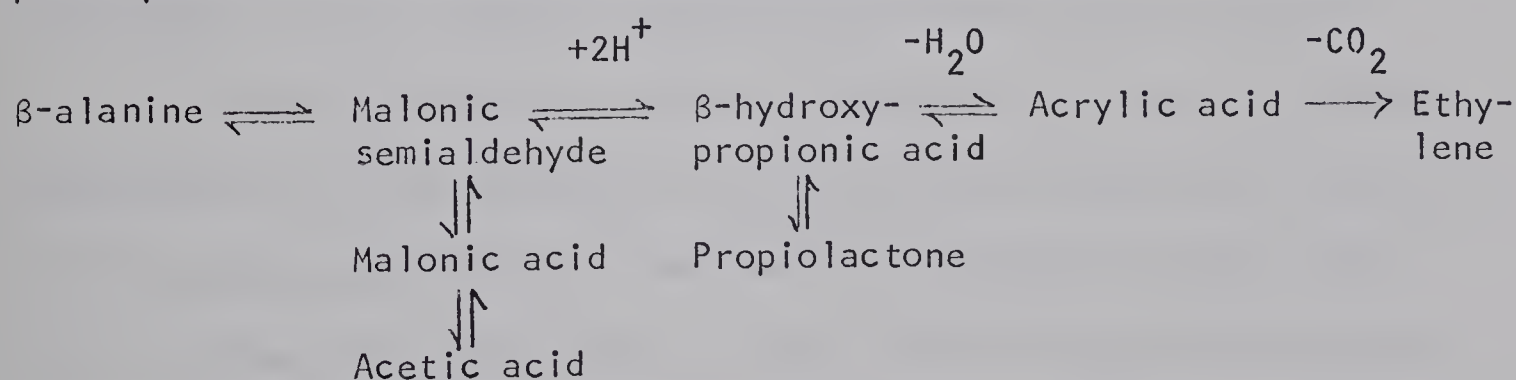 +2H⁺ -H₂O -CO₂
β-alanine ⇌ Malonic ⇌ β-hydroxy- ⇌ Acrylic acid → Ethy-
semialdehyde propionic acid lene
⇌ ⇌
Malonic acid Propiolactone
⇌
Acetic acid